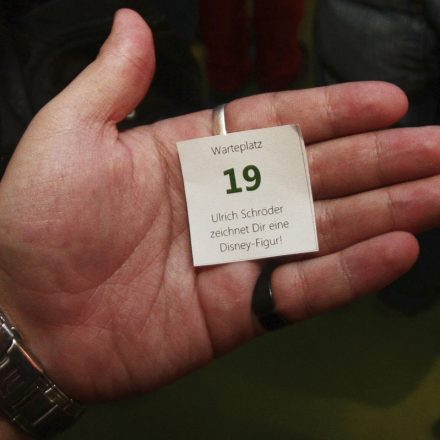 Warteplatz
19
Ulrich Schröder
zeichnet Dir eine
Disney-Figur!